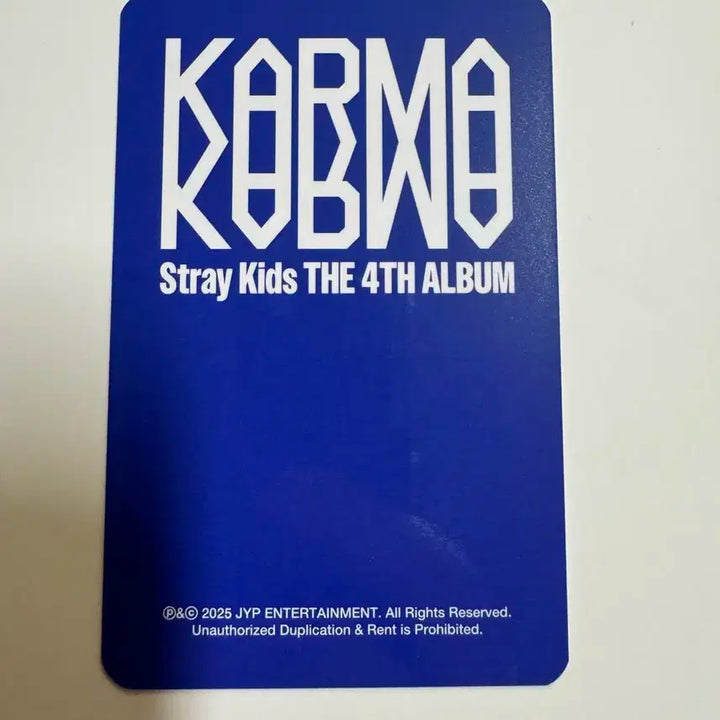 KARMA
Stray Kids THE 4TH ALBUM
℗&© 2025 JYP ENTERTAINMENT. All Rights Reserved.
Unauthorized Duplication & Rent is Prohibited.